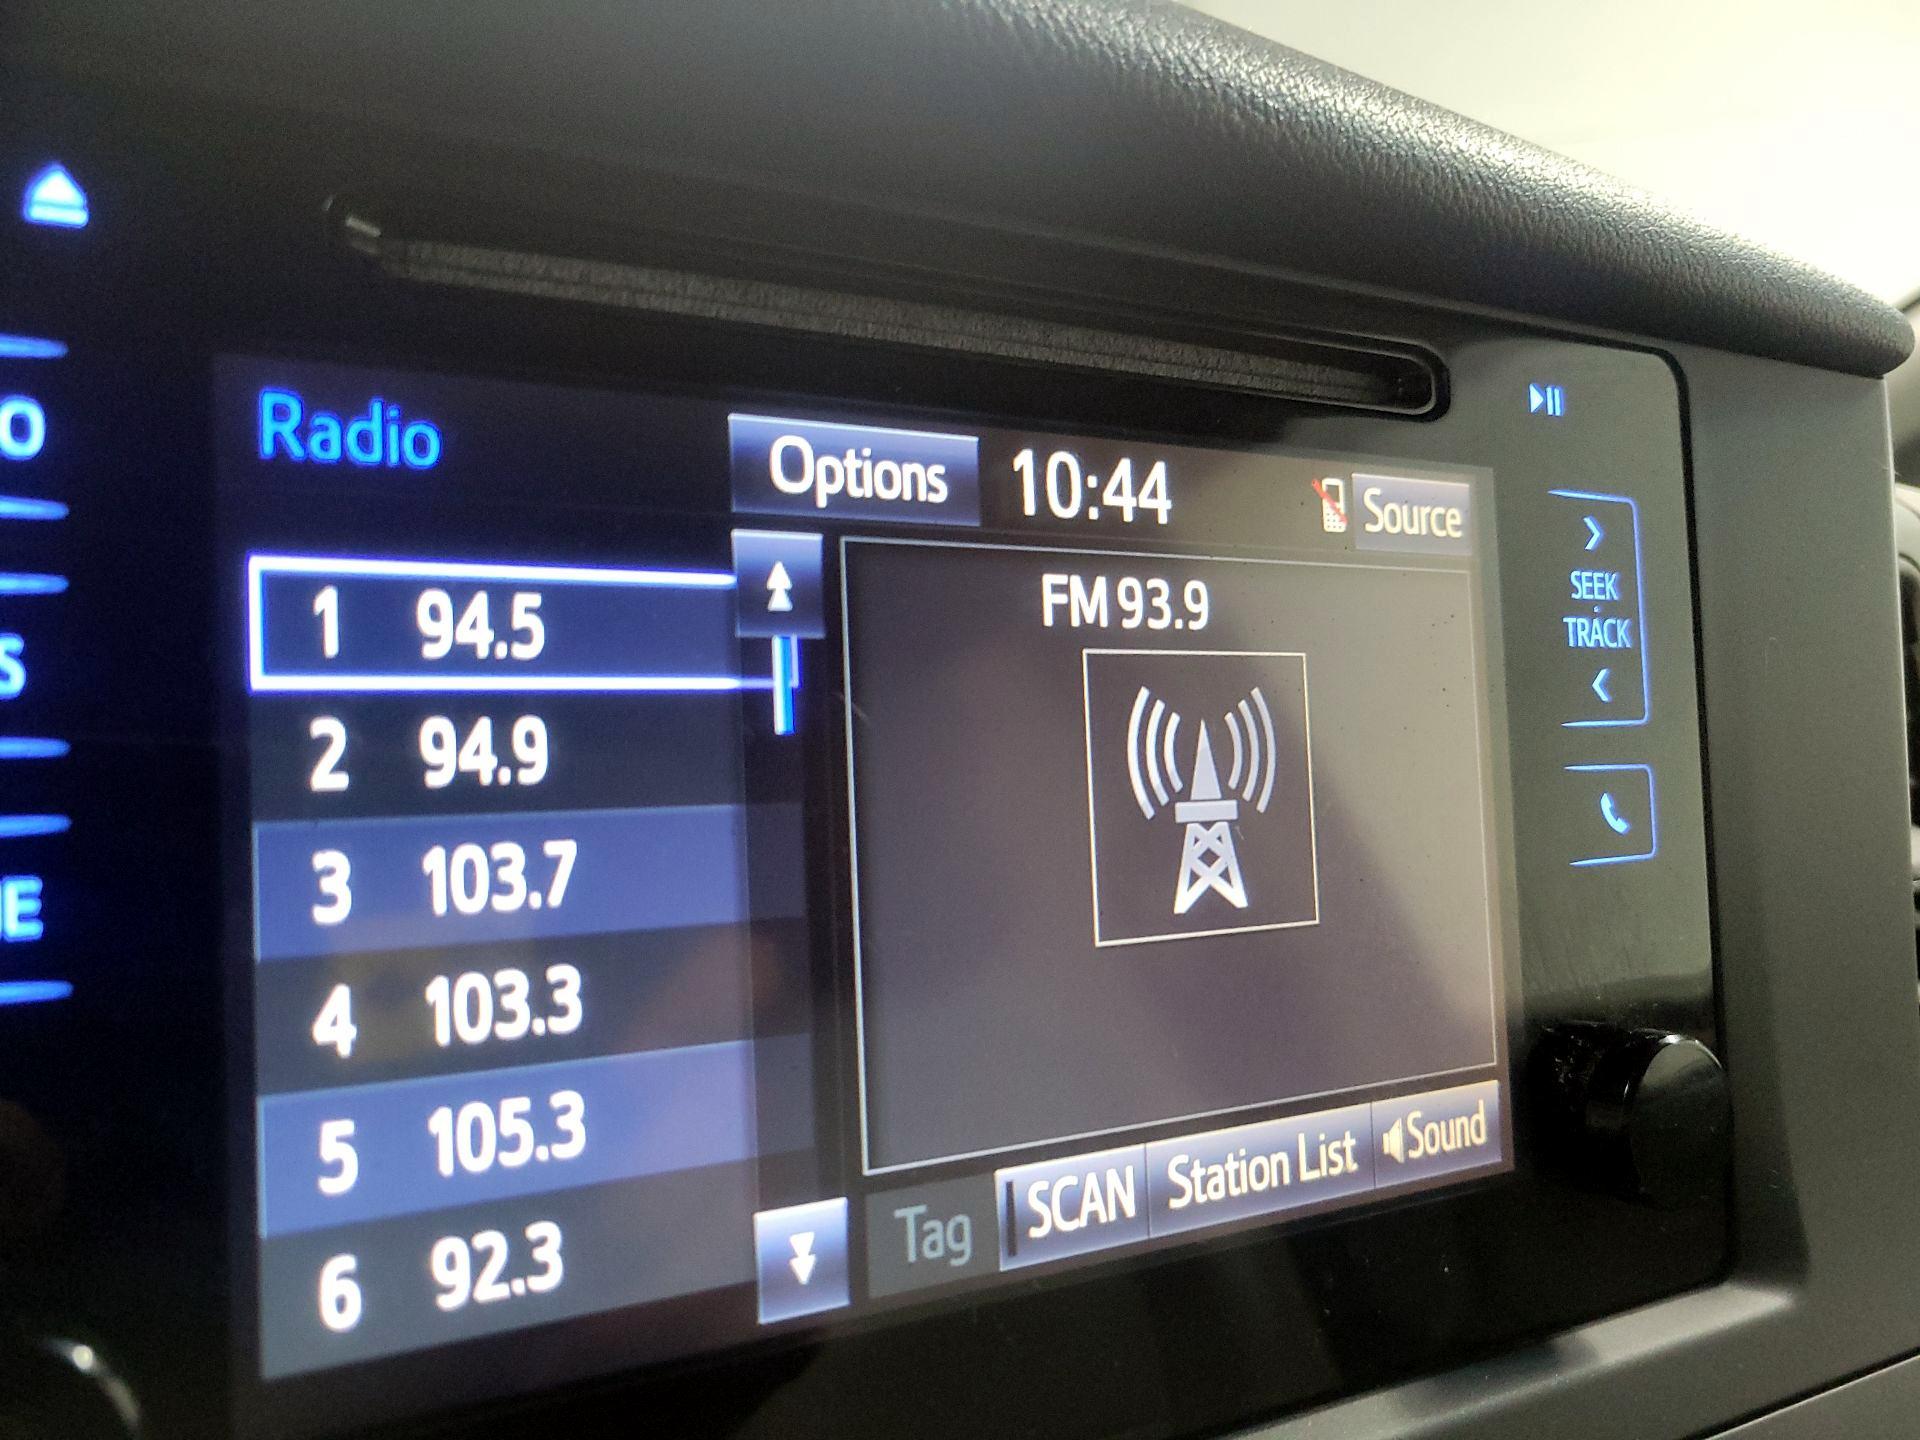 Radio
Options
10:44
Source
1 94.5
2 94.9
3 103.7
4 103.3
5 105.3
6 92.3
FM 93.9
Tag
SCAN
Station List
Sound
SEEK
TRACK
O
S
E